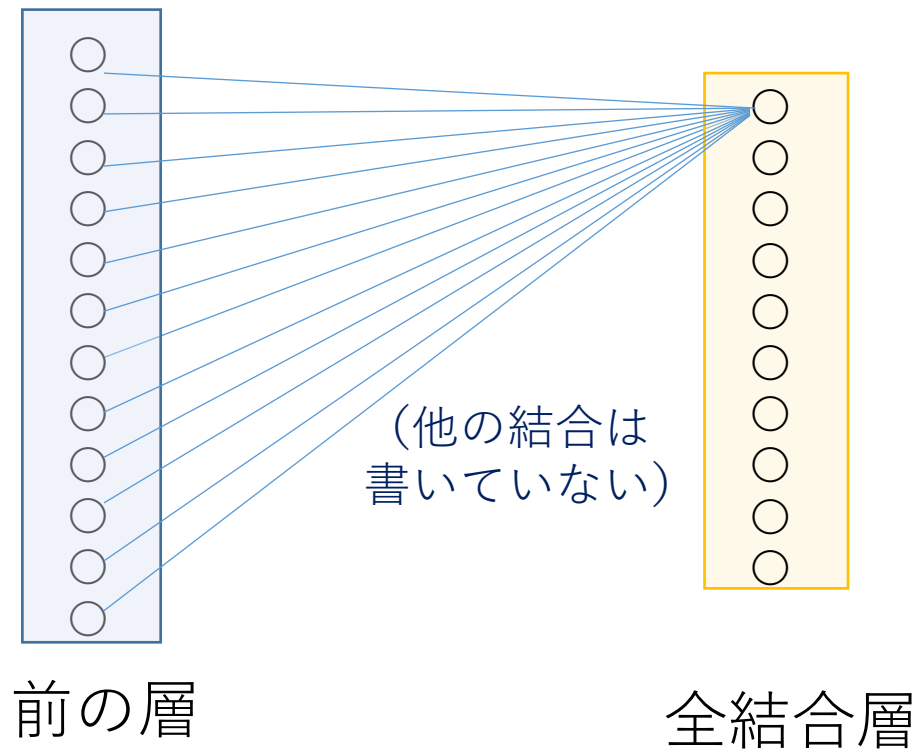 （他の結合は
書いていない）
前の層
全結合層